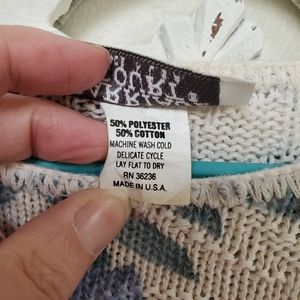 50% POLYESTER
50% COTTON
MACHINE WASH COLD
DELICATE CYCLE
LAY FLAT TO DRY
RN 36236
MADE IN U.S.A.